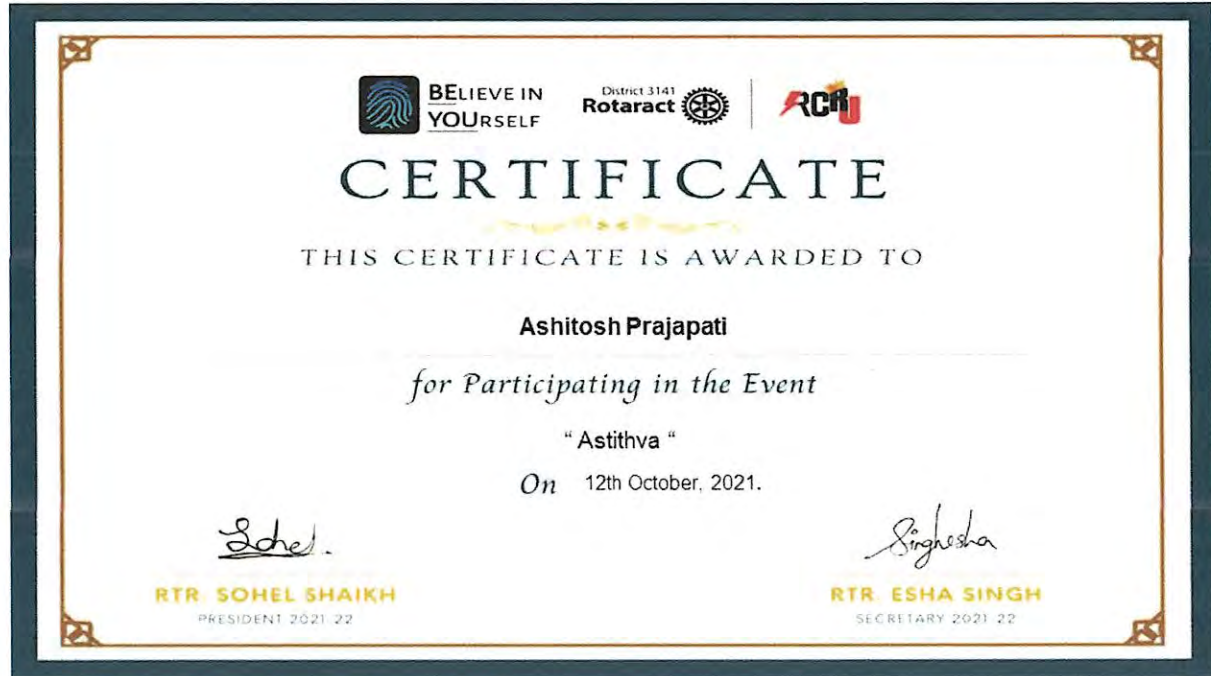 BELIEVE IN
YOURSELF
District 3141
Rotaract
RCRU
CERTIFICATE
THIS CERTIFICATE IS AWARDED TO
Ashitosh Prajapati
for Participating in the Event
“ Astithva “
On 12th October, 2021.
Sohel.
Singhesha
RTR. SOHEL SHAIKH
PRESIDENT 2021-22
RTR. ESHA SINGH
SECRETARY 2021-22